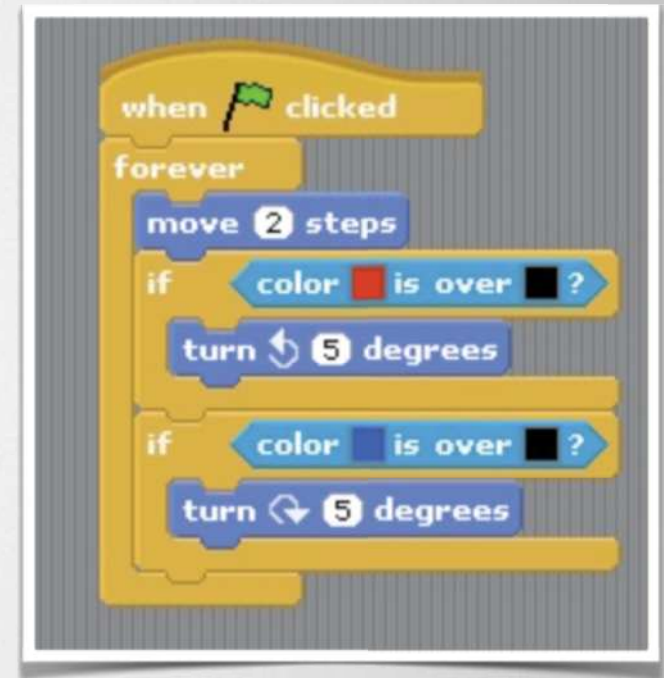 when clicked
forever
move 2 steps
if color is over ?
turn 5 degrees
if color is over ?
turn 5 degrees